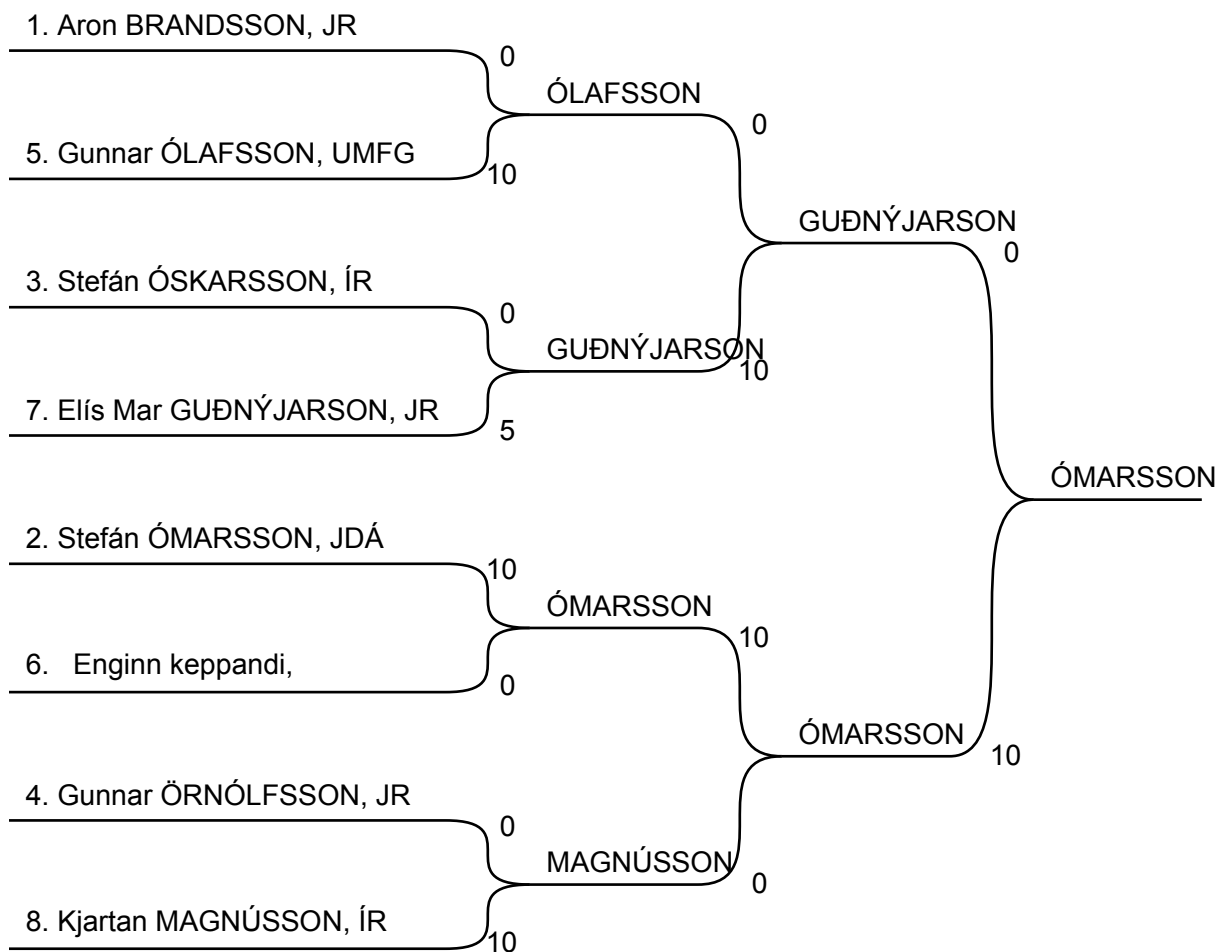 1. Aron BRANDSSON, JR
0
ÓLAFSSON
0
5. Gunnar ÓLAFSSON, UMFG
10
GUÐNÝJARSON
0
3. Stefán ÓSKARSSON, ÍR
0
GUÐNÝJARSON
10
7. Elís Mar GUÐNÝJARSON, JR
5
ÓMARSSON
2. Stefán ÓMARSSON, JDÁ
10
ÓMARSSON
10
6. Enginn keppandi,
0
ÓMARSSON
10
4. Gunnar ÖRNÓLFSSON, JR
0
MAGNÚSSON
0
8. Kjartan MAGNÚSSON, ÍR
10